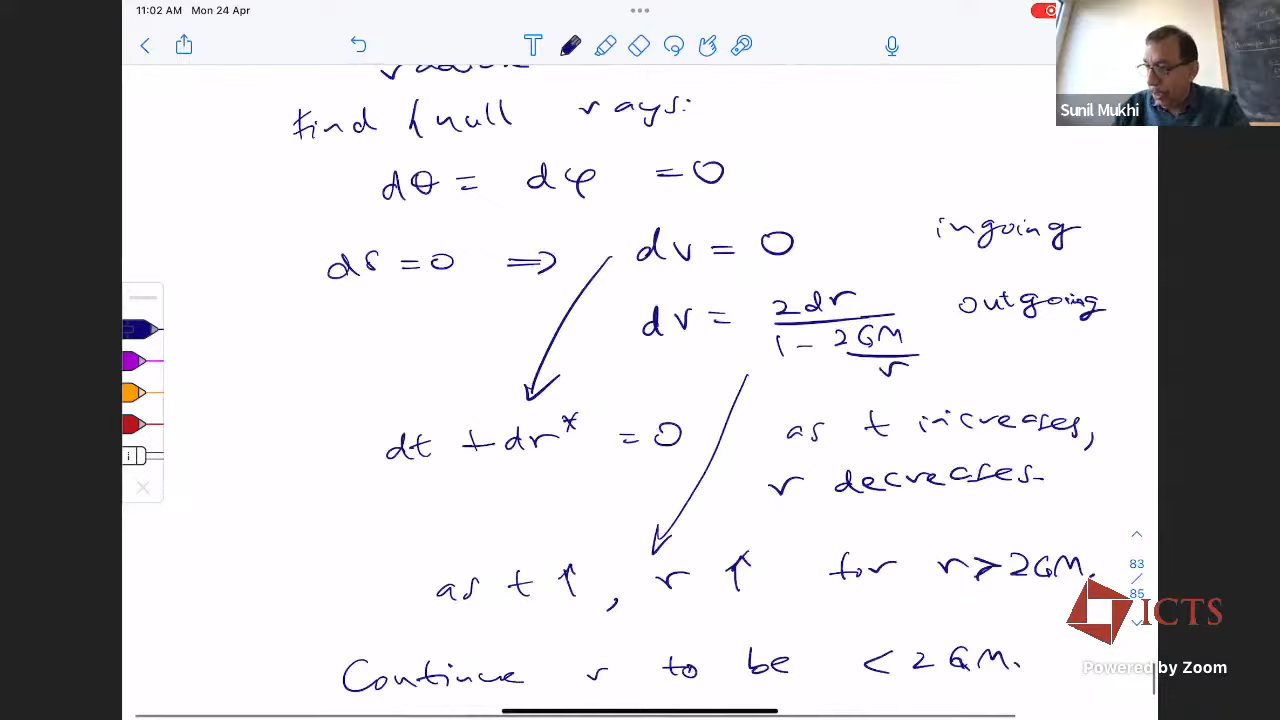 11:02 AM Mon 24 Apr
Sunil Mukhi
Find (null rays:
dθ = dφ = 0
ds = 0 ⇒ dv = 0 ingoing
dv = 2dr / (1 - 2GM/r) outgoing
dt + dr* = 0 as t increases,
r decreases.
as t ↑, r ↑ for r > 2GM.
Continue r to be < 2GM.
83 / 85
ICTS
Powered by Zoom